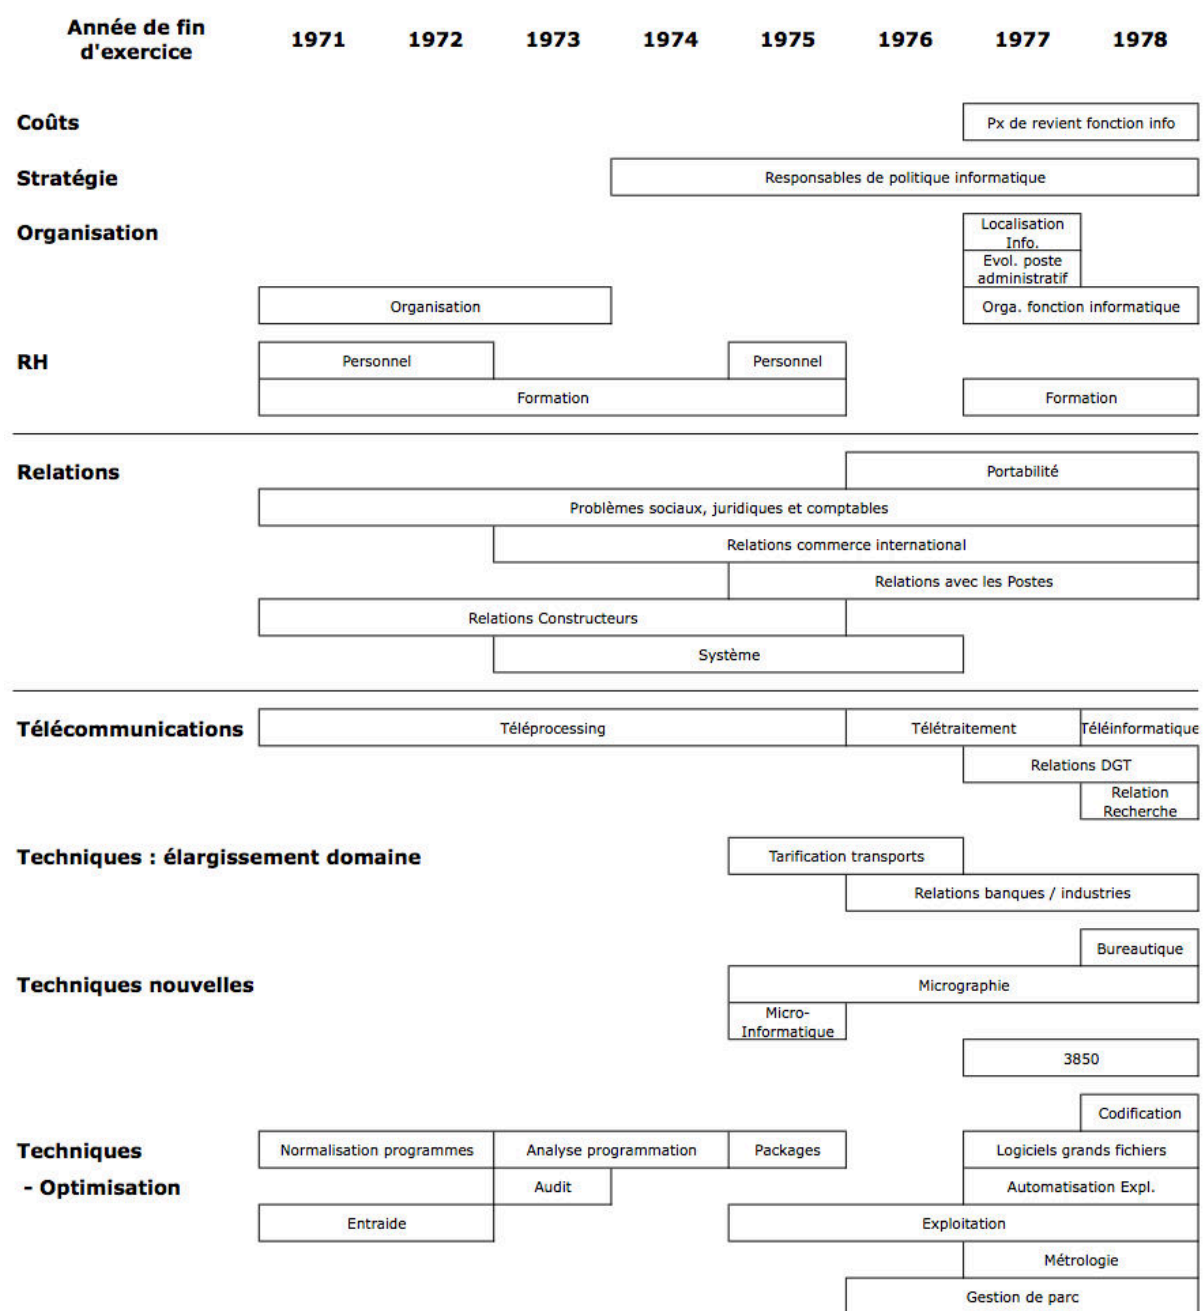 Année de fin
d'exercice
1971 1972 1973 1974 1975 1976 1977 1978
Coûts
Px de revient fonction info
Stratégie
Responsables de politique informatique
Organisation
Localisation
Info.
Evol. poste
administratif
Organisation
Orga. fonction informatique
RH
Personnel
Personnel
Formation
Formation
Relations
Portabilité
Problèmes sociaux, juridiques et comptables
Relations commerce international
Relations avec les Postes
Relations Constructeurs
Système
Télécommunications
Téléprocessing
Télétraitement
Téléinformatique
Relations DGT
Relation
Recherche
Techniques : élargissement domaine
Tarification transports
Relations banques / industries
Bureautique
Techniques nouvelles
Micrographie
Micro-
Informatique
3850
Codification
Techniques
Normalisation programmes
Analyse programmation
Packages
Logiciels grands fichiers
- Optimisation
Audit
Automatisation Expl.
Entraide
Exploitation
Métrologie
Gestion de parc